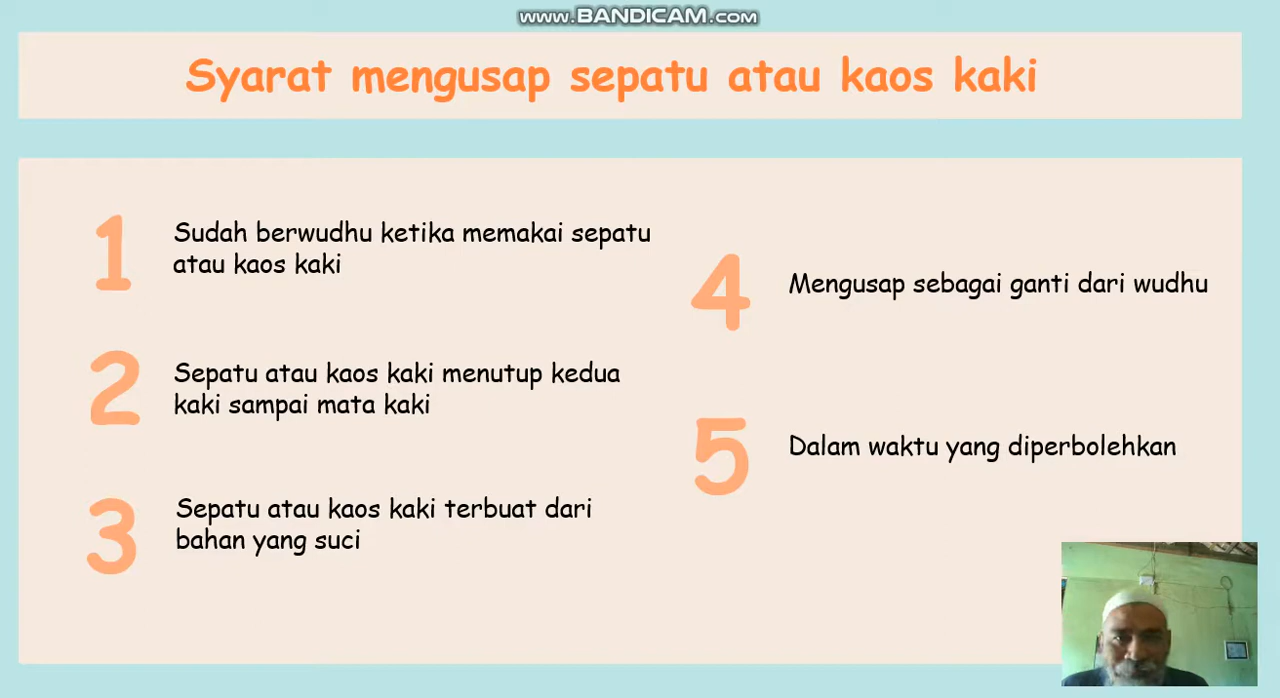 www.BANDICAM.com
Syarat mengusap sepatu atau kaos kaki
1
Sudah berwudhu ketika memakai sepatu
atau kaos kaki
2
Sepatu atau kaos kaki menutup kedua
kaki sampai mata kaki
3
Sepatu atau kaos kaki terbuat dari
bahan yang suci
4
Mengusap sebagai ganti dari wudhu
5
Dalam waktu yang diperbolehkan